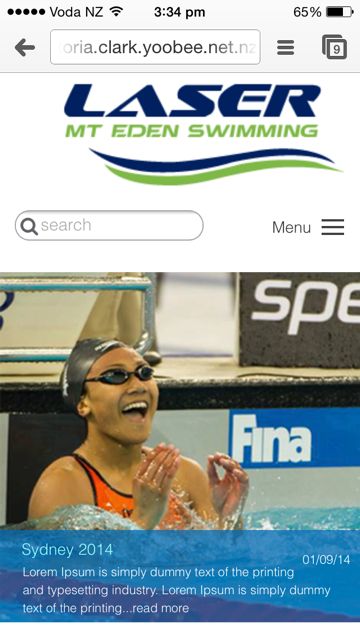 Voda NZ 3:34 pm 65%
oria.clark.yoobee.net.nz 9
LASER
MT EDEN SWIMMING
search
Menu
spe
Fina
Sydney 2014
01/09/14
Lorem Ipsum is simply dummy text of the printing
and typesetting industry. Lorem Ipsum is simply dummy
text of the printing...read more